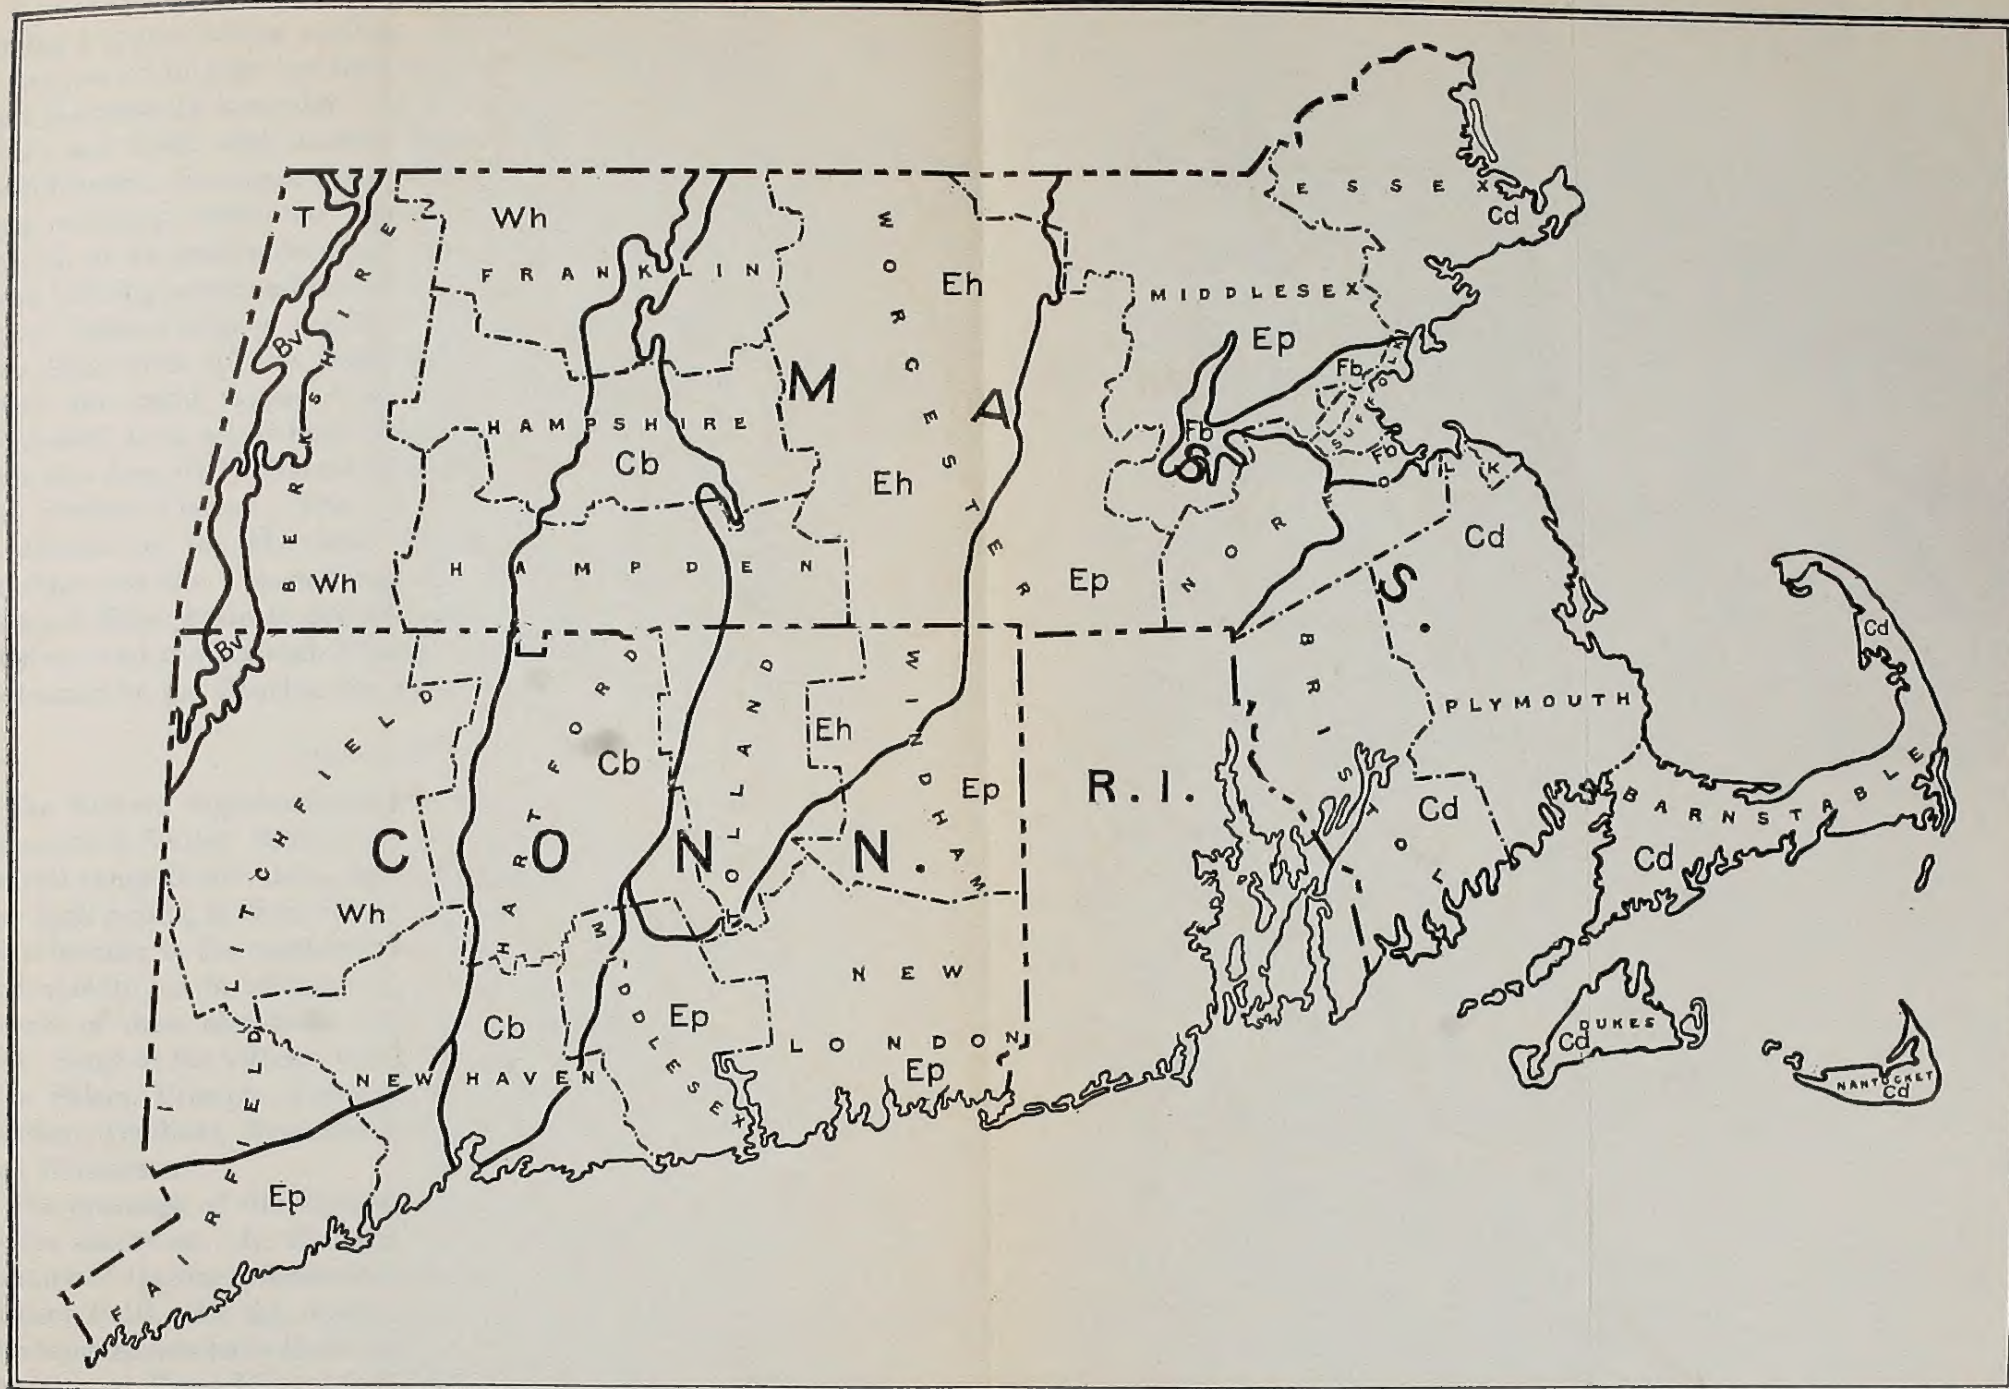 M A S S.
C O N N.
R. I.
BERKSHIRE
FRANKLIN
HAMPSHIRE
HAMPDEN
WORCESTER
MIDDLESEX
ESSEX
SUFFOLK
NORFOLK
BRISTOL
PLYMOUTH
BARNSTABLE
DUKES
NANTUCKET
LITCHFIELD
HARTFORD
TOLLAND
WINDHAM
NEW LONDON
MIDDLESEX
NEW HAVEN
FAIRFIELD
T
Wh
Eh
Cd
Bv
Ep
Fb
Fb
Fb
Cb
Eh
Cd
Wh
Ep
Bv
Cd
Eh
Cb
Ep
Cd
Cd
Wh
Cb
Ep
Ep
Cd
Cd
Ep